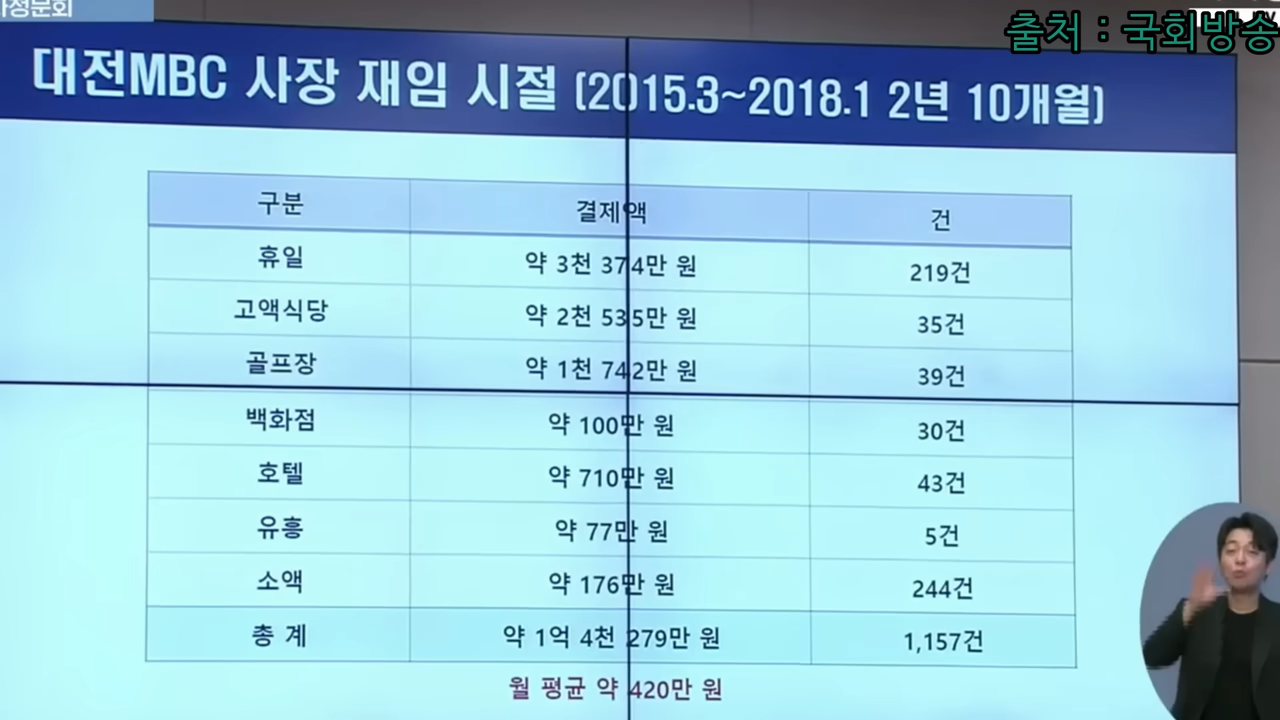 출처 : 국회방송
대전MBC 사장 재임 시절 (2015.3~2018.1 2년 10개월)
구분 결제액 건
휴일 약 3천 374만 원 219건
고액식당 약 2천 535만 원 35건
골프장 약 1천 742만 원 39건
백화점 약 100만 원 30건
호텔 약 710만 원 43건
유흥 약 77만 원 5건
소액 약 176만 원 244건
총 계 약 1억 4천 279만 원 1,157건
월 평균 약 420만 원